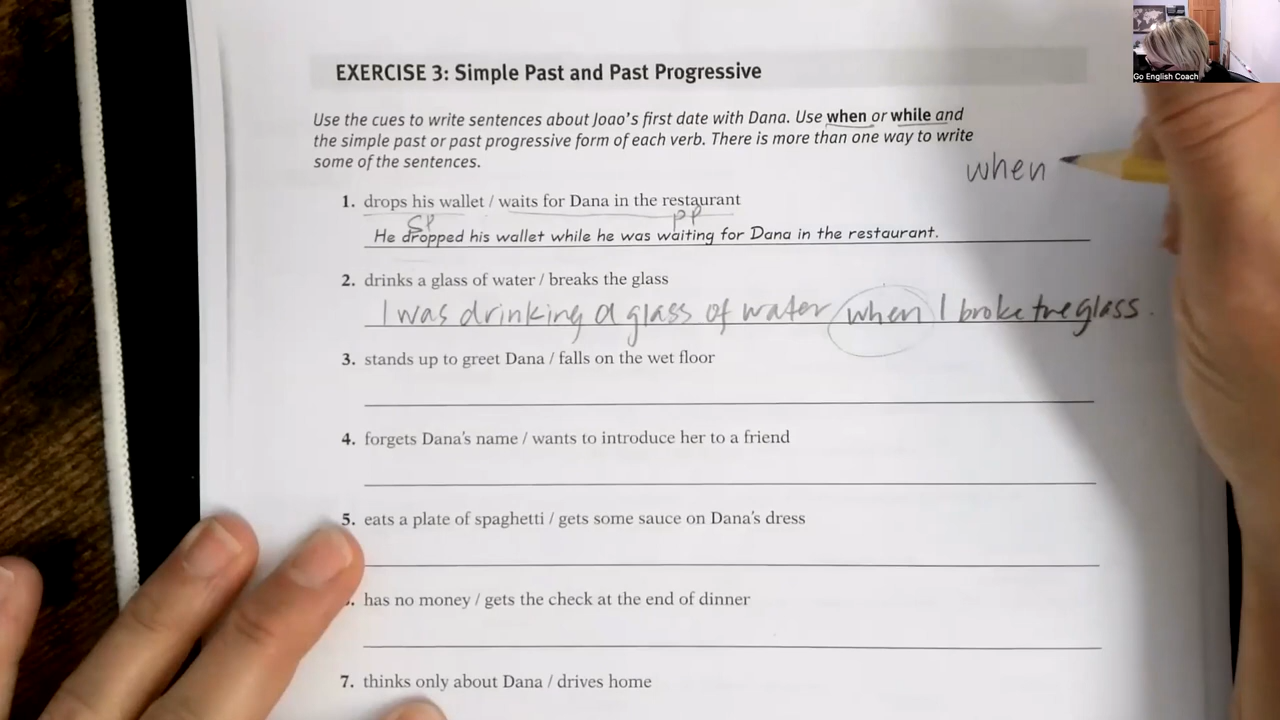 Go English Coach
EXERCISE 3: Simple Past and Past Progressive
Use the cues to write sentences about Joao's first date with Dana. Use when or while and
the simple past or past progressive form of each verb. There is more than one way to write
some of the sentences.
when
1. drops his wallet / waits for Dana in the restaurant
SP PP
He dropped his wallet while he was waiting for Dana in the restaurant.
2. drinks a glass of water / breaks the glass
I was drinking a glass of water when I broke the glass.
3. stands up to greet Dana / falls on the wet floor
4. forgets Dana's name / wants to introduce her to a friend
5. eats a plate of spaghetti / gets some sauce on Dana's dress
. has no money / gets the check at the end of dinner
7. thinks only about Dana / drives home